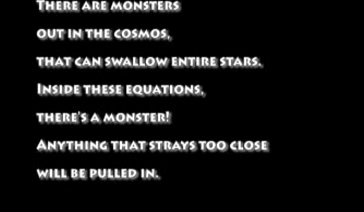 There are monsters
out in the cosmos,
that can swallow entire stars.
Inside these equations,
there's a monster!
Anything that strays too close
will be pulled in.